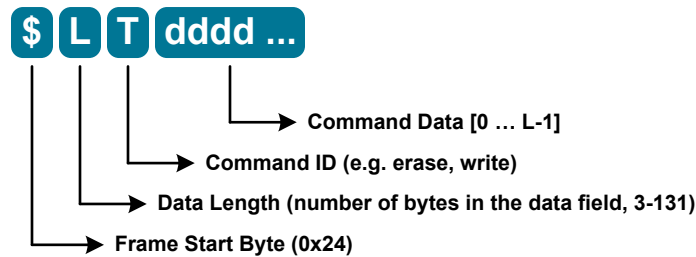 $ L T dddd ...
Command Data [0 … L-1]
Command ID (e.g. erase, write)
Data Length (number of bytes in the data field, 3-131)
Frame Start Byte (0x24)